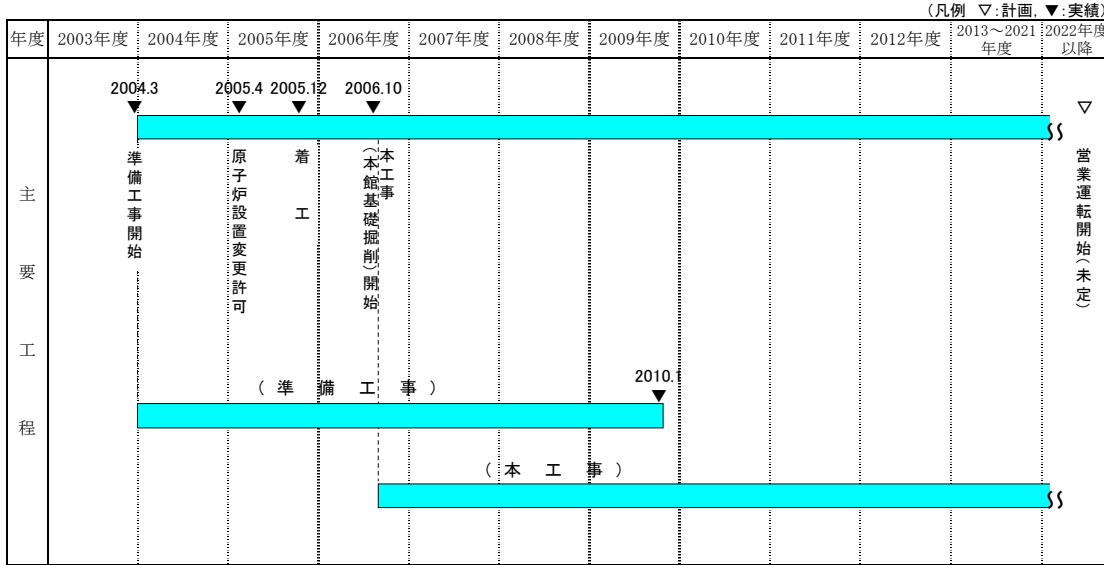 (凡例 ▽:計画, ▼:実績)
年度 2003年度 2004年度 2005年度 2006年度 2007年度 2008年度 2009年度 2010年度 2011年度 2012年度 2013～2021年度 2022年度以降
主要工程
2004.3 2005.4 2005.12 2006.10
▼ ▼ ▼ ▼ ▽
準備工事開始
原子炉設置変更許可
着工
本工事
(本館基礎掘削)開始
営業運転開始(未定)
2010.1
▼
(準備工事)
(本工事)